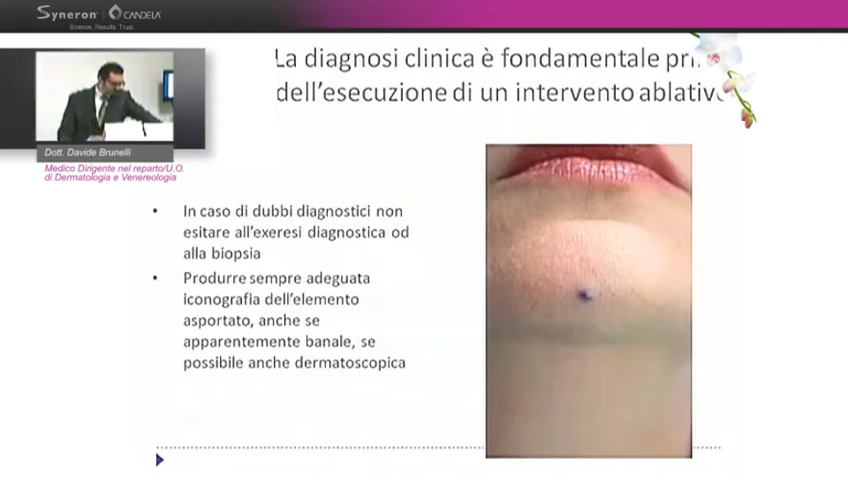 Syneron CANDELA
Science. Results. Trust.
La diagnosi clinica è fondamentale
dell'esecuzione di un intervento
Dott. Davide Brunelli
Medico Dirigente nel reparto/U.O.
di Dermatologia e Venereologia
• In caso di dubbi diagnostici non
esitare all'exeresi diagnostica od
alla biopsia
• Produrre sempre adeguata
iconografia dell'elemento
asportato, anche se
apparentemente banale, se
possibile anche dermatoscopica